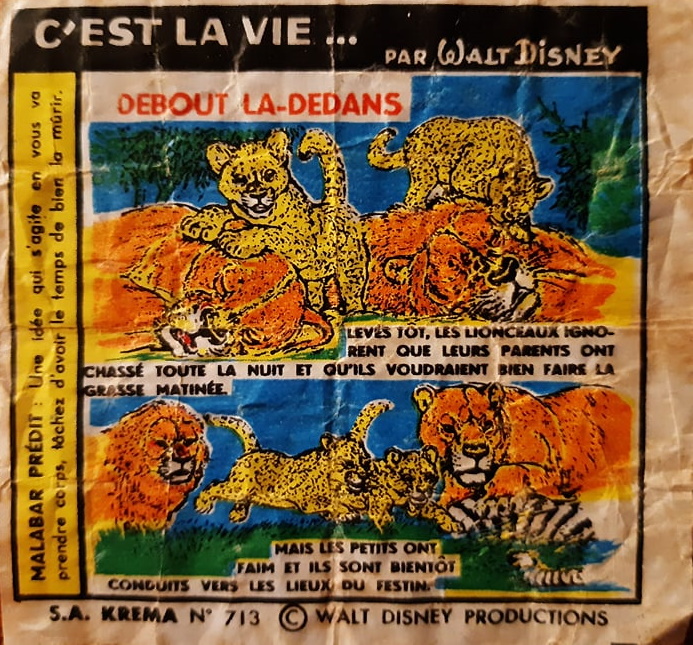 C'EST LA VIE ...
PAR WALT DISNEY
DEBOUT LA-DEDANS
LEVÉS TÔT, LES LIONCEAUX IGNO-
RENT QUE LEURS PARENTS ONT
CHASSÉ TOUTE LA NUIT ET QU'ILS VOUDRAIENT BIEN FAIRE LA
GRASSE MATINÉE.
MAIS LES PETITS ONT
FAIM ET ILS SONT BIENTÔT
CONDUITS VERS LES LIEUX DU FESTIN.
MALABAR PRÉDIT : Une idée qui s'agite en vous va
prendre corps, tâchez d'avoir le temps de bien la mûrir.
S.A. KREMA N° 713 © WALT DISNEY PRODUCTIONS